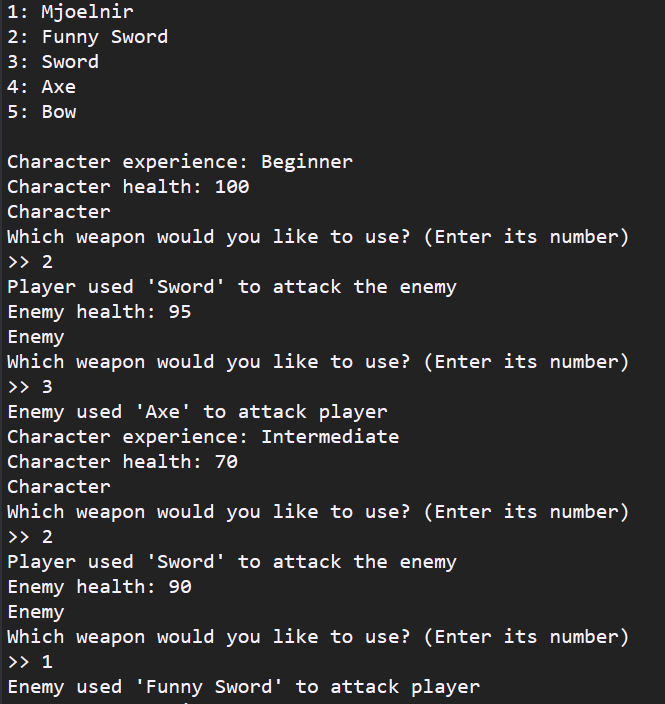 1: Mjoelnir
2: Funny Sword
3: Sword
4: Axe
5: Bow
Character experience: Beginner
Character health: 100
Character
Which weapon would you like to use? (Enter its number)
>> 2
Player used 'Sword' to attack the enemy
Enemy health: 95
Enemy
Which weapon would you like to use? (Enter its number)
>> 3
Enemy used 'Axe' to attack player
Character experience: Intermediate
Character health: 70
Character
Which weapon would you like to use? (Enter its number)
>> 2
Player used 'Sword' to attack the enemy
Enemy health: 90
Enemy
Which weapon would you like to use? (Enter its number)
>> 1
Enemy used 'Funny Sword' to attack player